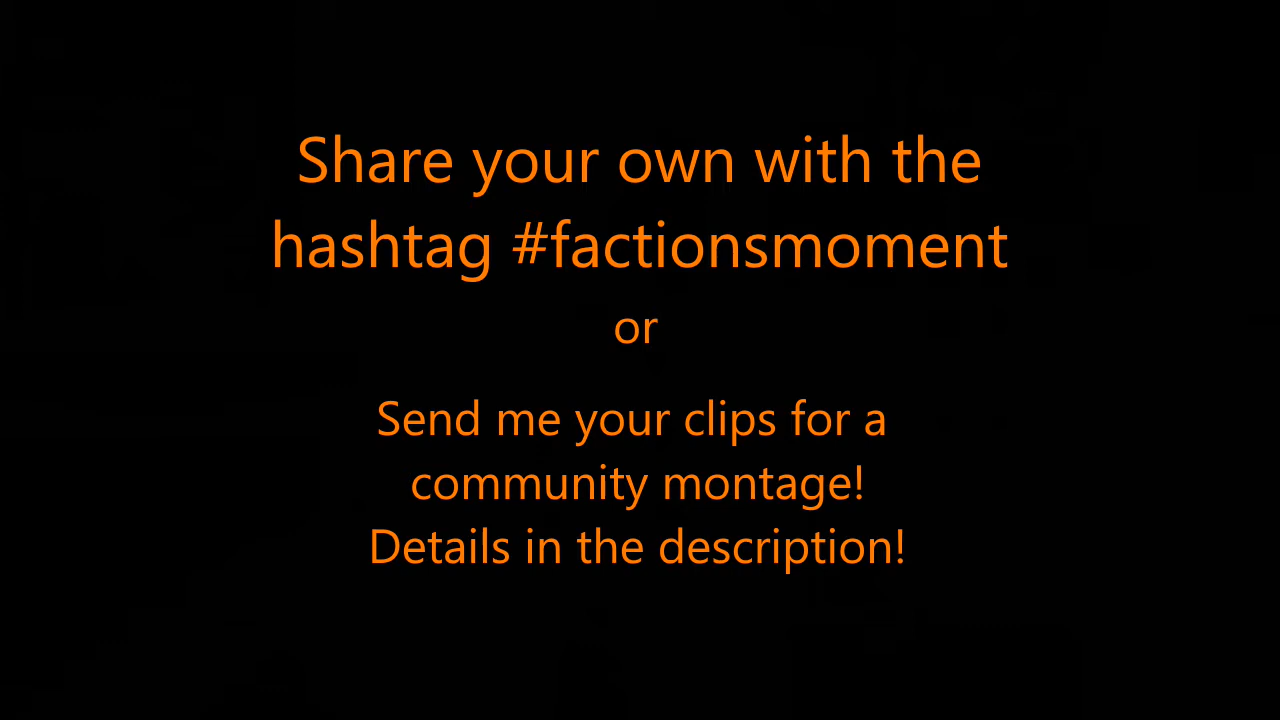 Share your own with the
hashtag #factionsmoment
or
Send me your clips for a
community montage!
Details in the description!